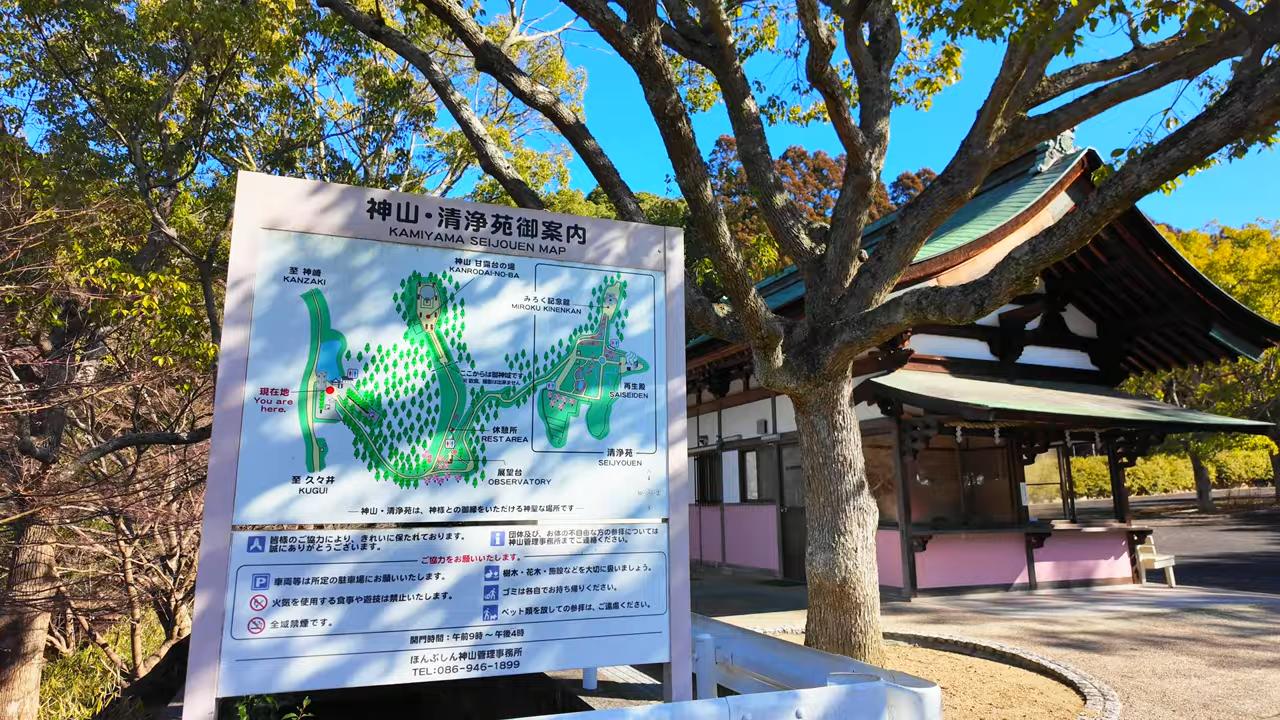 神山・清浄苑御案内
KAMIYAMA SEIJOUEN MAP
至 神崎
KANZAKI
神山 甘露台の場
KANRODAI-NO-BA
みろく記念館
MIROKU KINENKAN
ここからは御神域です
現在地
You are
here.
再生殿
SAISEIDEN
休憩所
REST AREA
清浄苑
SEIJYOUEN
展望台
OBSERVATORY
至 久々井
KUGUI
神山・清浄苑は、神様との御縁をいただける神聖な場所です
皆様のご協力により、きれいに保たれております。
誠にありがとうございます。
団体及び、お体の不自由な方の参拝については
神山管理事務所までご連絡ください。
ご協力をお願いいたします。
車両等は所定の駐車場にお願いいたします。
火気を使用する食事や遊技は禁止いたします。
全域禁煙です。
樹木・花木・施設などを大切に扱いましょう。
ゴミは各自でお持ち帰りください。
ペット類を放しての参拝は、ご遠慮ください。
開門時間：午前9時～午後4時
ほんぶしん神山管理事務所
TEL:086-946-1899